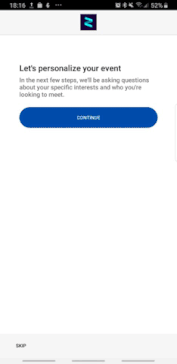 18:16
52%
Let's personalize your event
In the next few steps, we'll be asking questions
about your specific Interests and who you're
looking to meet.
CONTINUE
SKIP